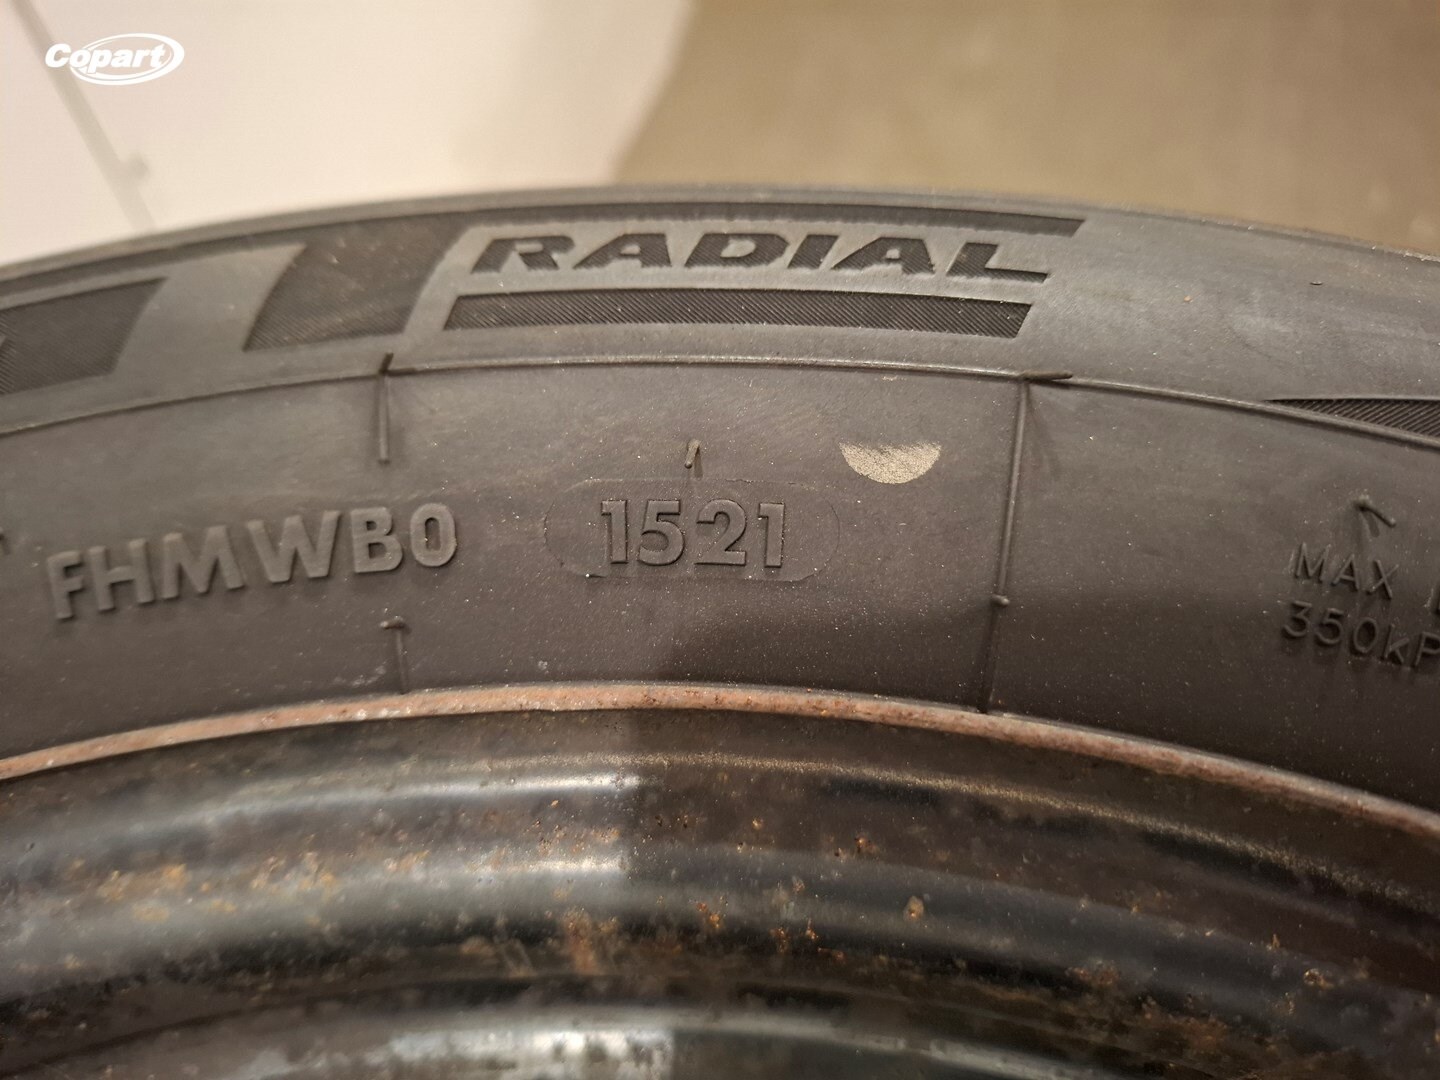 Copart
RADIAL
FHMWB0 1521
MAX
350kP